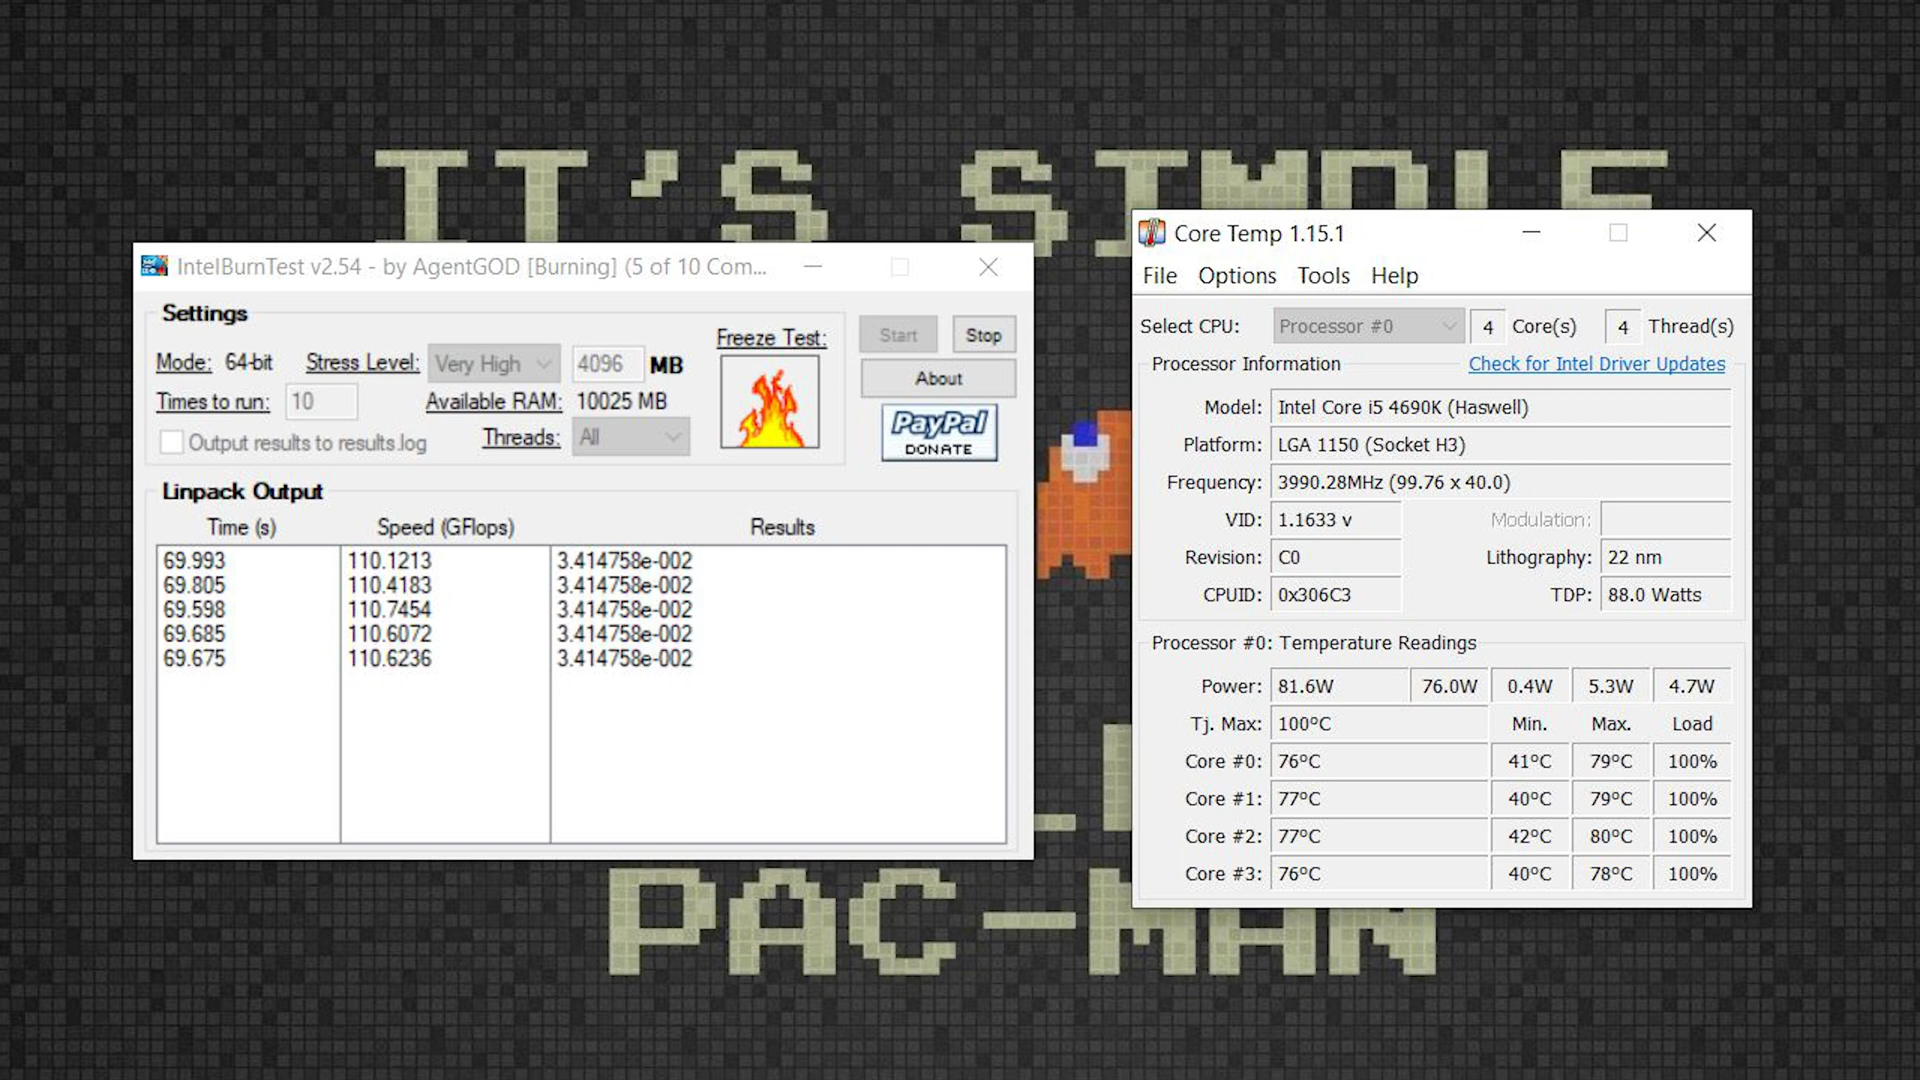 IT'S SIMPLE
IntelBurnTest v2.54 - by AgentGOD [Burning] (5 of 10 Com...
Settings
Mode: 64-bit Stress Level: Very High 4096 MB
Times to run: 10 Available RAM: 10025 MB
Output results to results.log Threads: All
Freeze Test:
Start Stop
About
PayPal
DONATE
Linpack Output
Time (s) Speed (GFlops) Results
69.993 110.1213 3.414758e-002
69.805 110.4183 3.414758e-002
69.598 110.7454 3.414758e-002
69.685 110.6072 3.414758e-002
69.675 110.6236 3.414758e-002
Core Temp 1.15.1
File Options Tools Help
Select CPU: Processor #0 4 Core(s) 4 Thread(s)
Processor Information Check for Intel Driver Updates
Model: Intel Core i5 4690K (Haswell)
Platform: LGA 1150 (Socket H3)
Frequency: 3990.28MHz (99.76 x 40.0)
VID: 1.1633 v Modulation:
Revision: C0 Lithography: 22 nm
CPUID: 0x306C3 TDP: 88.0 Watts
Processor #0: Temperature Readings
Power: 81.6W 76.0W 0.4W 5.3W 4.7W
Tj. Max: 100°C Min. Max. Load
Core #0: 76°C 41°C 79°C 100%
Core #1: 77°C 40°C 79°C 100%
Core #2: 77°C 42°C 80°C 100%
Core #3: 76°C 40°C 78°C 100%
PAC-MAN